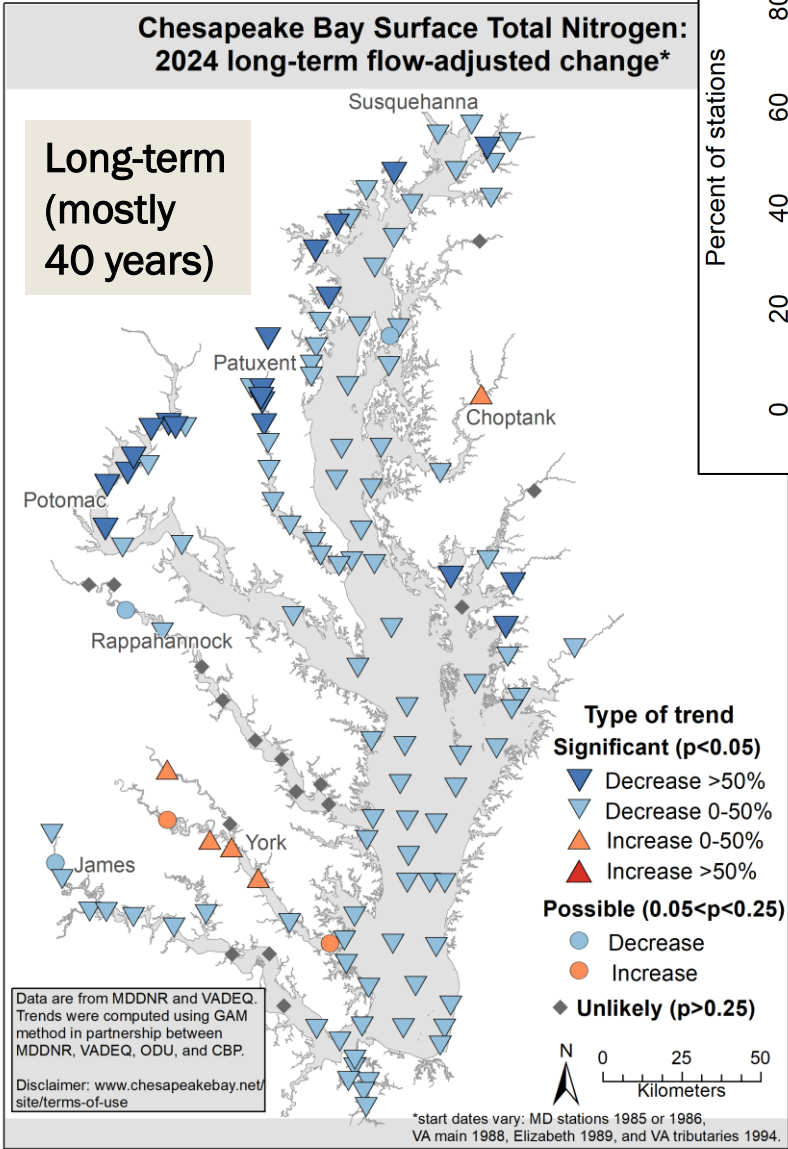 Chesapeake Bay Surface Total Nitrogen:
2024 long-term flow-adjusted change*
Long-term
(mostly
40 years)
Susquehanna
Patuxent
Choptank
Potomac
Rappahannock
York
James
Percent of stations
80
60
40
20
0
Type of trend
Significant (p<0.05)
Decrease >50%
Decrease 0-50%
Increase 0-50%
Increase >50%
Possible (0.05<p<0.25)
Decrease
Increase
Unlikely (p>0.25)
N
0 25 50
Kilometers
Data are from MDDNR and VADEQ.
Trends were computed using GAM
method in partnership between
MDDNR, VADEQ, ODU, and CBP.
Disclaimer: www.chesapeakebay.net/
site/terms-of-use
*start dates vary: MD stations 1985 or 1986,
VA main 1988, Elizabeth 1989, and VA tributaries 1994.